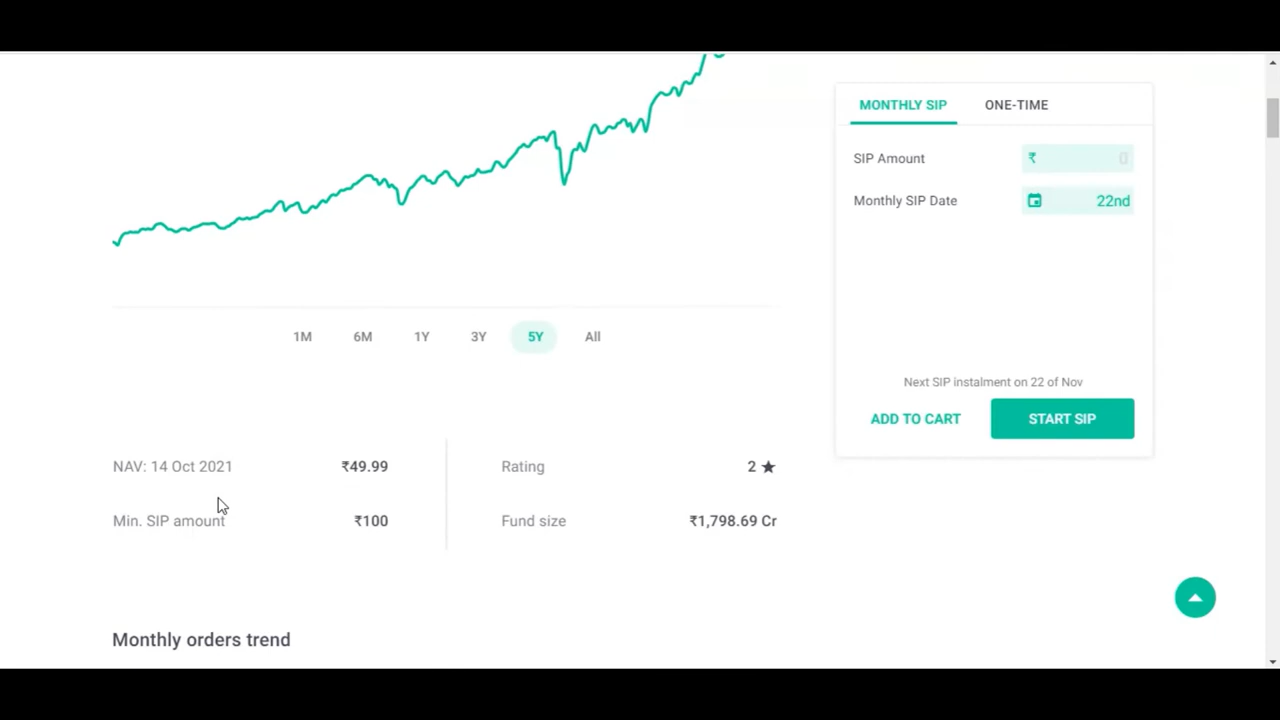 MONTHLY SIP ONE-TIME
SIP Amount ₹ 0
Monthly SIP Date 22nd
1M 6M 1Y 3Y 5Y All
Next SIP instalment on 22 of Nov
ADD TO CART START SIP
NAV: 14 Oct 2021 ₹49.99 Rating 2 ★
Min. SIP amount ₹100 Fund size ₹1,798.69 Cr
Monthly orders trend